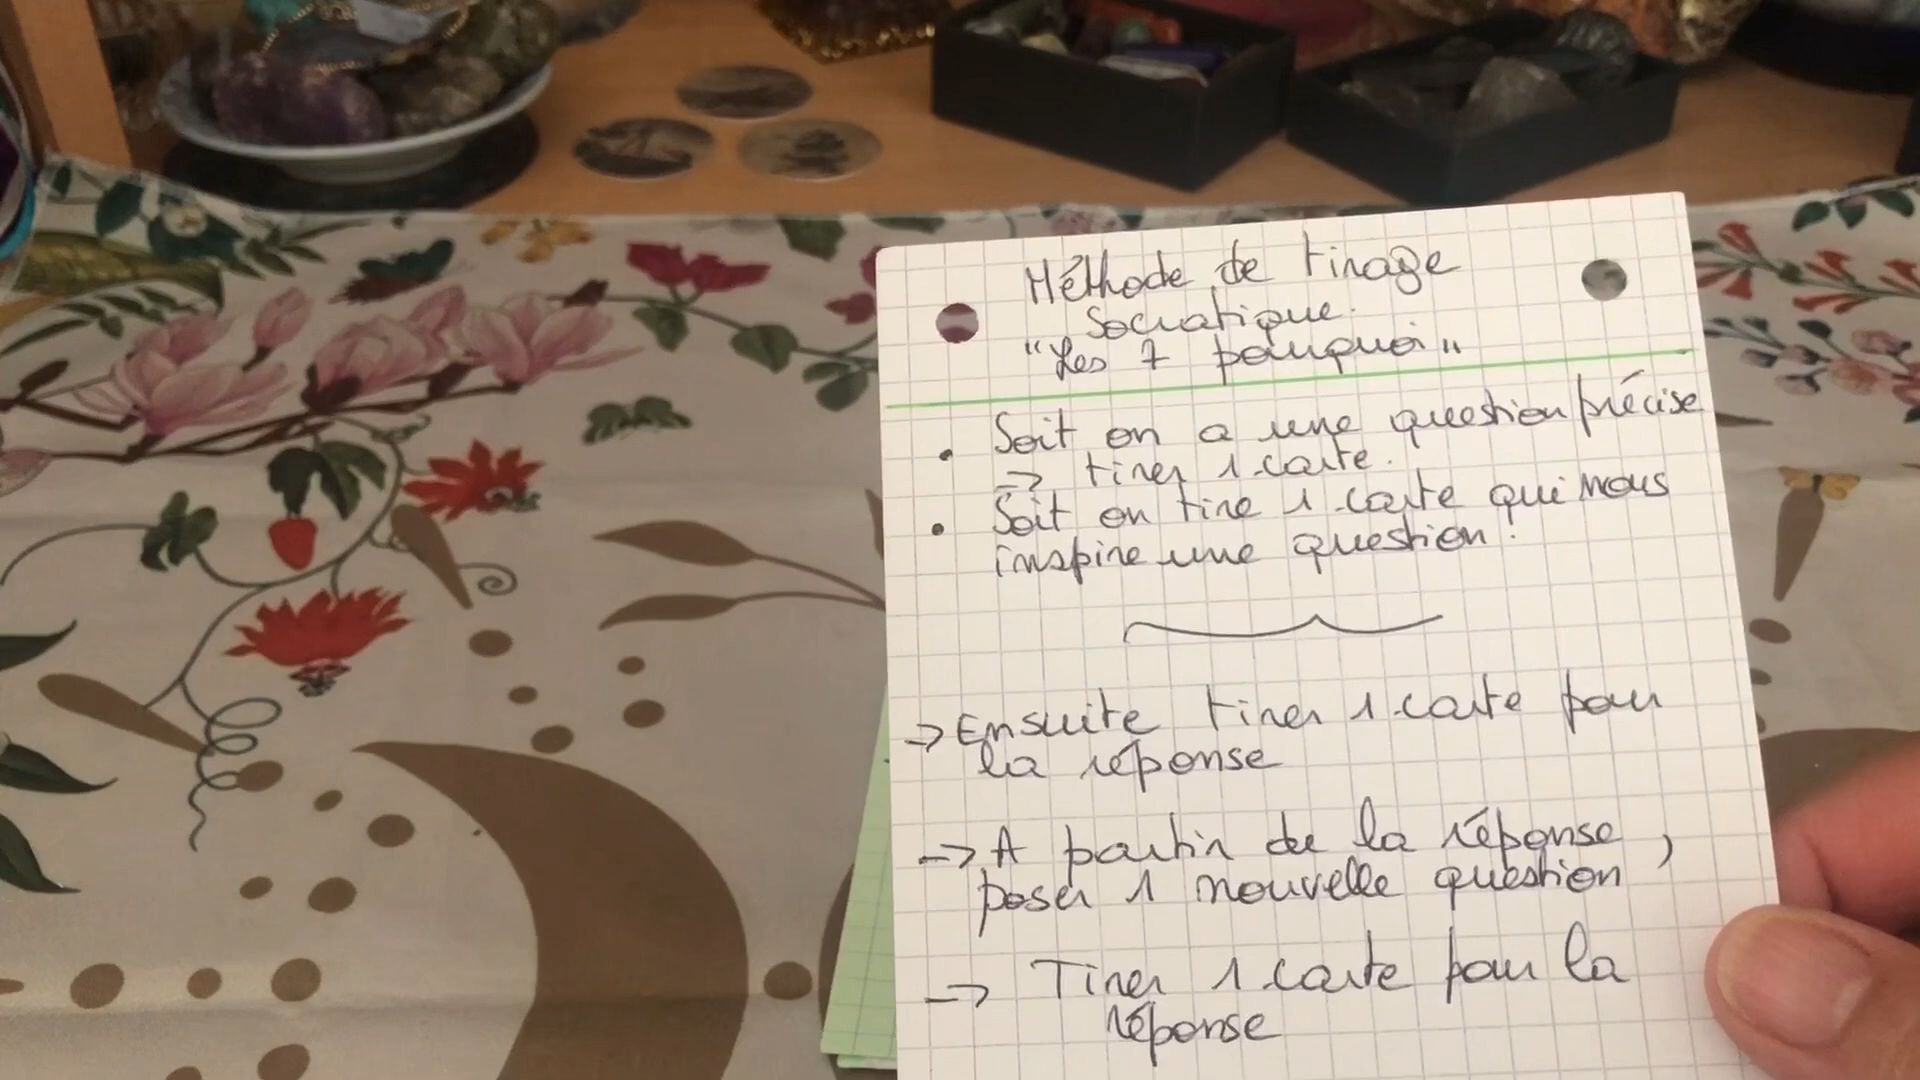 Méthode de tirage
Socratique.
"Les 7 pourquoi"
• Soit on a une question précise
-> tirer 1 carte.
• Soit on tire 1 carte qui nous
inspire une question.
-> Ensuite tirer 1 carte pour
la réponse
-> A partir de la réponse,
poser 1 nouvelle question
-> Tirer 1 carte pour la
réponse